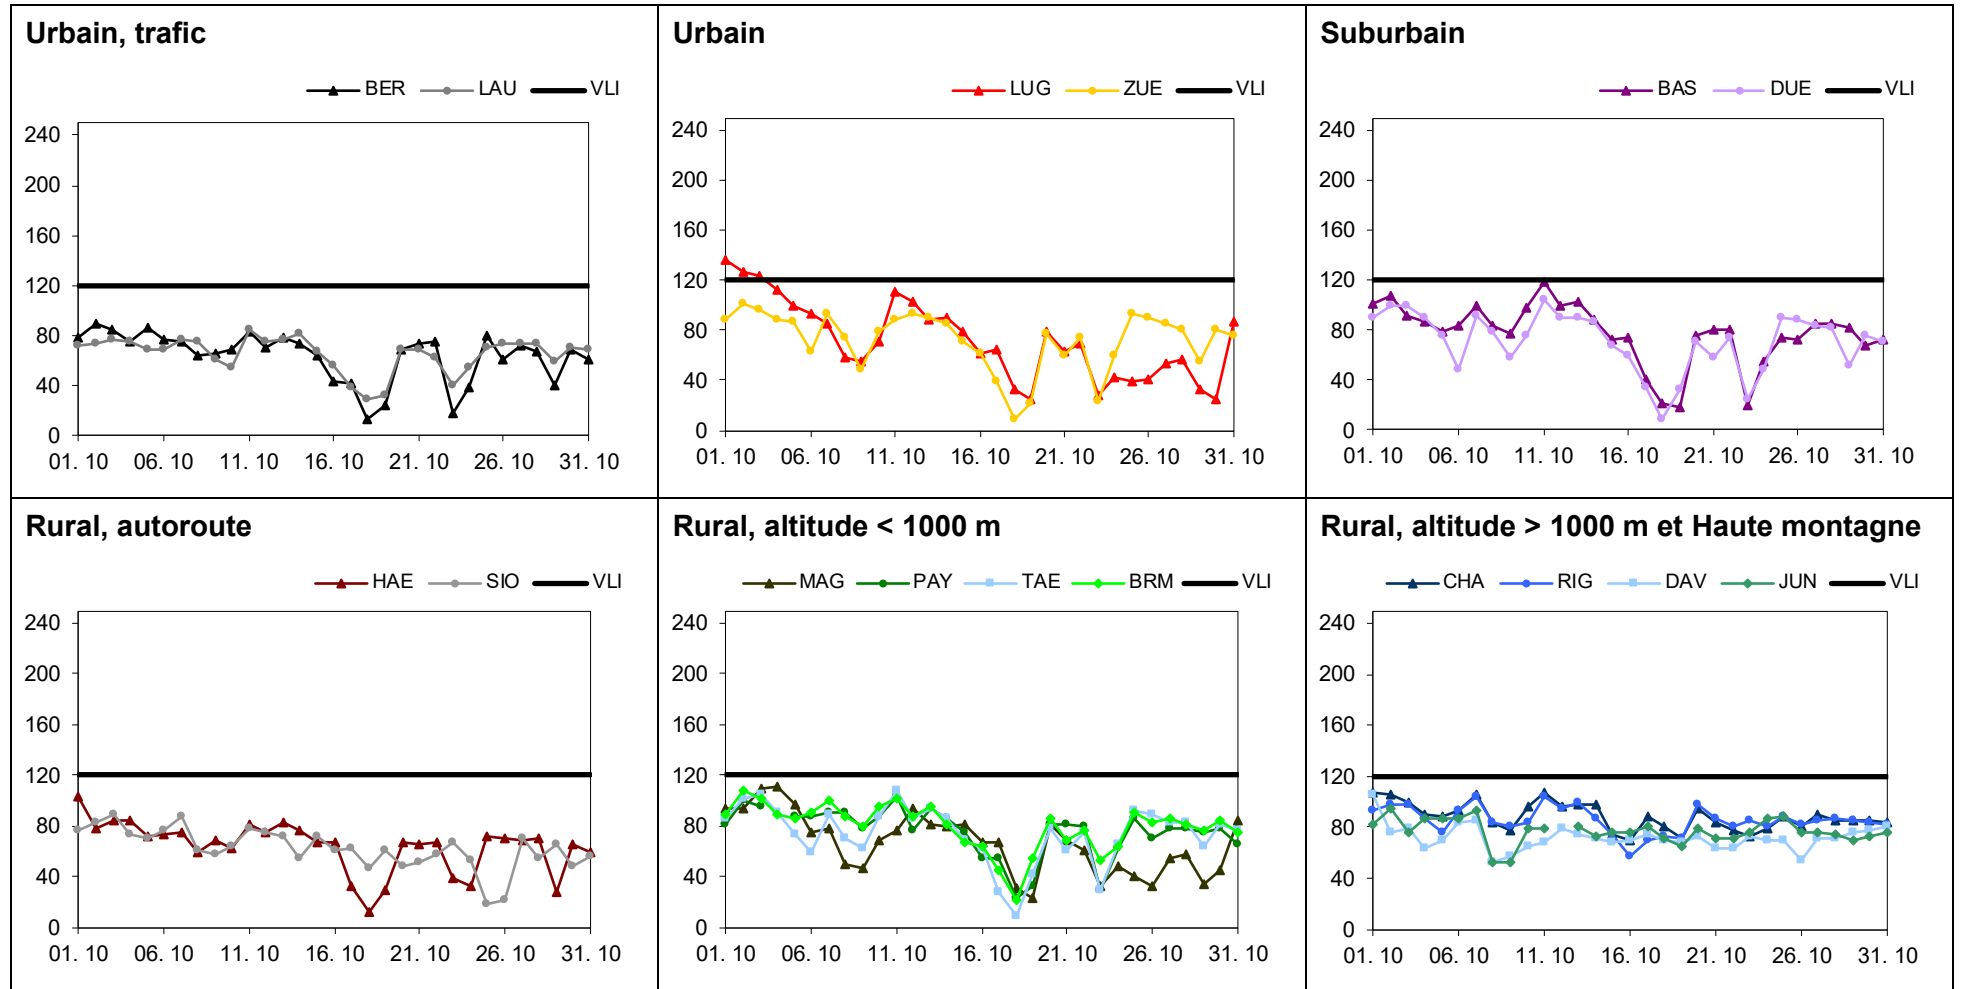 Urbain, trafic
BER LAU VLI
240
200
160
120
80
40
0
01. 10 06. 10 11. 10 16. 10 21. 10 26. 10 31. 10
Urbain
LUG ZUE VLI
240
200
160
120
80
40
0
01. 10 06. 10 11. 10 16. 10 21. 10 26. 10 31. 10
Suburbain
BAS DUE VLI
240
200
160
120
80
40
0
01. 10 06. 10 11. 10 16. 10 21. 10 26. 10 31. 10
Rural, autoroute
HAE SIO VLI
240
200
160
120
80
40
0
01. 10 06. 10 11. 10 16. 10 21. 10 26. 10 31. 10
Rural, altitude < 1000 m
MAG PAY TAE BRM VLI
240
200
160
120
80
40
0
01. 10 06. 10 11. 10 16. 10 21. 10 26. 10 31. 10
Rural, altitude > 1000 m et Haute montagne
CHA RIG DAV JUN VLI
240
200
160
120
80
40
0
01. 10 06. 10 11. 10 16. 10 21. 10 26. 10 31. 10